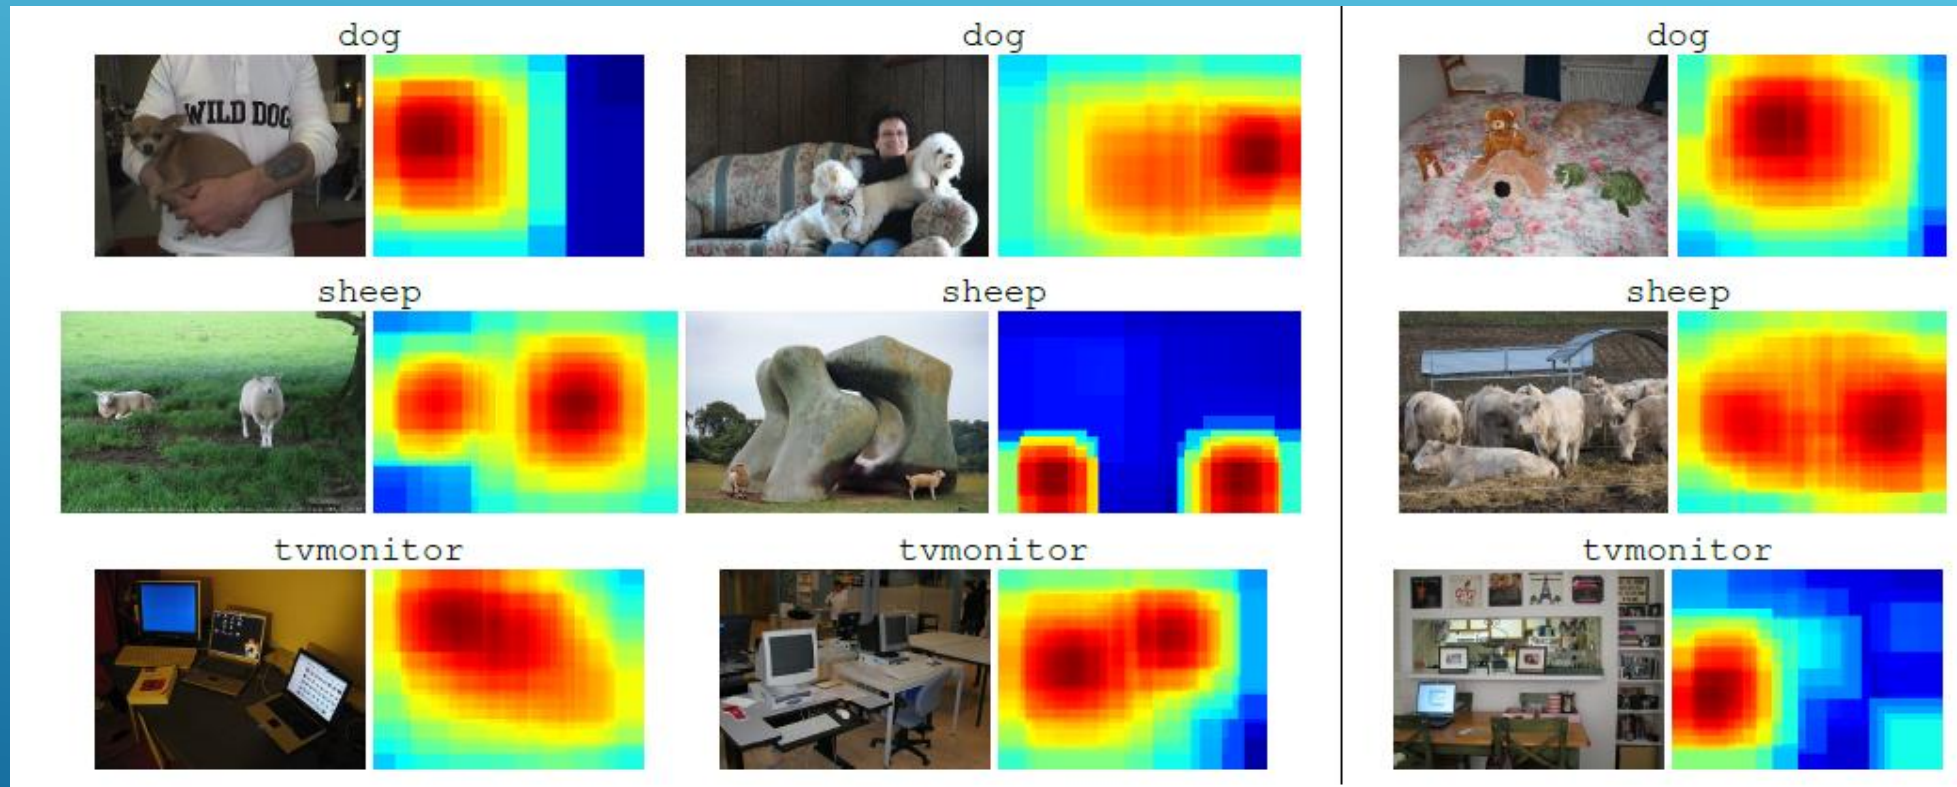 dog
dog
dog
WILD DOG
sheep
sheep
sheep
tvmonitor
tvmonitor
tvmonitor